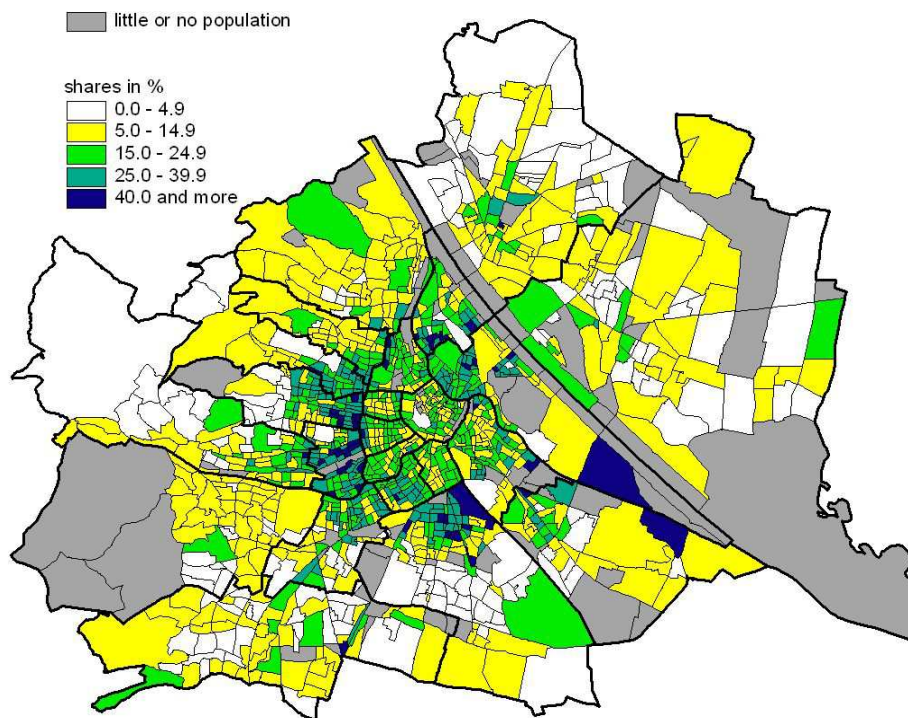 little or no population
shares in %
0.0 - 4.9
5.0 - 14.9
15.0 - 24.9
25.0 - 39.9
40.0 and more